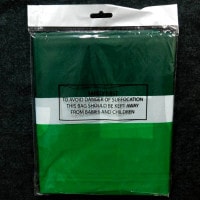 TO AVOID DANGER OF SUFFOCATION
THIS BAG SHOULD BE KEPT AWAY
FROM BABIES AND CHILDREN